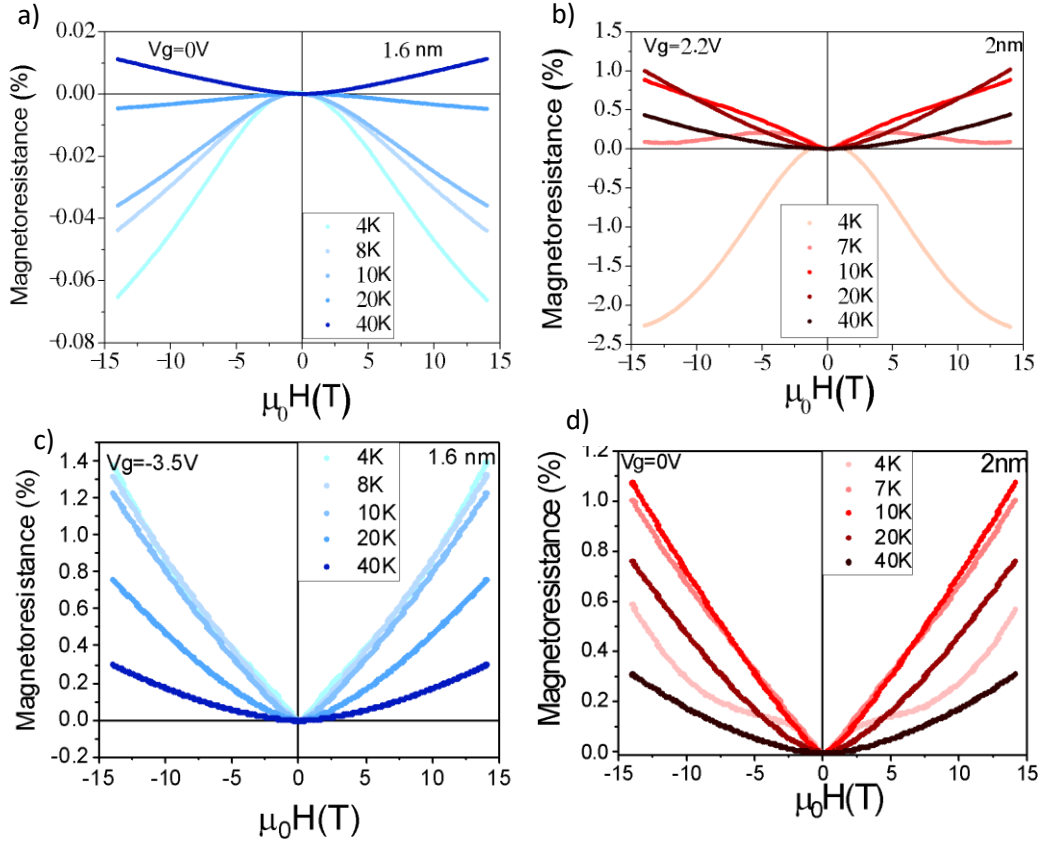 a)
Vg=0V
1.6 nm
Magnetoresistance (%)
0.02
0.00
−0.02
−0.04
−0.06
−0.08
4K
8K
10K
20K
40K
−15 −10 −5 0 5 10 15
μ0H(T)
b)
Vg=2.2V
2nm
Magnetoresistance (%)
1.0
0.5
0.0
−0.5
−1.0
−1.5
−2.0
−2.5
4K
7K
10K
20K
40K
−15 −10 −5 0 5 10 15
μ0H(T)
c)
Vg=-3.5V
1.6 nm
Magnetoresistance (%)
1.4
1.2
1.0
0.8
0.6
0.4
0.2
0.0
-0.2
4K
8K
10K
20K
40K
-15 -10 -5 0 5 10 15
μ0H(T)
d)
Vg=0V
2nm
Magnetoresistance (%)
1.2
1.0
0.8
0.6
0.4
0.2
0.0
4K
7K
10K
20K
40K
-15 -10 -5 0 5 10 15
μ0H(T)